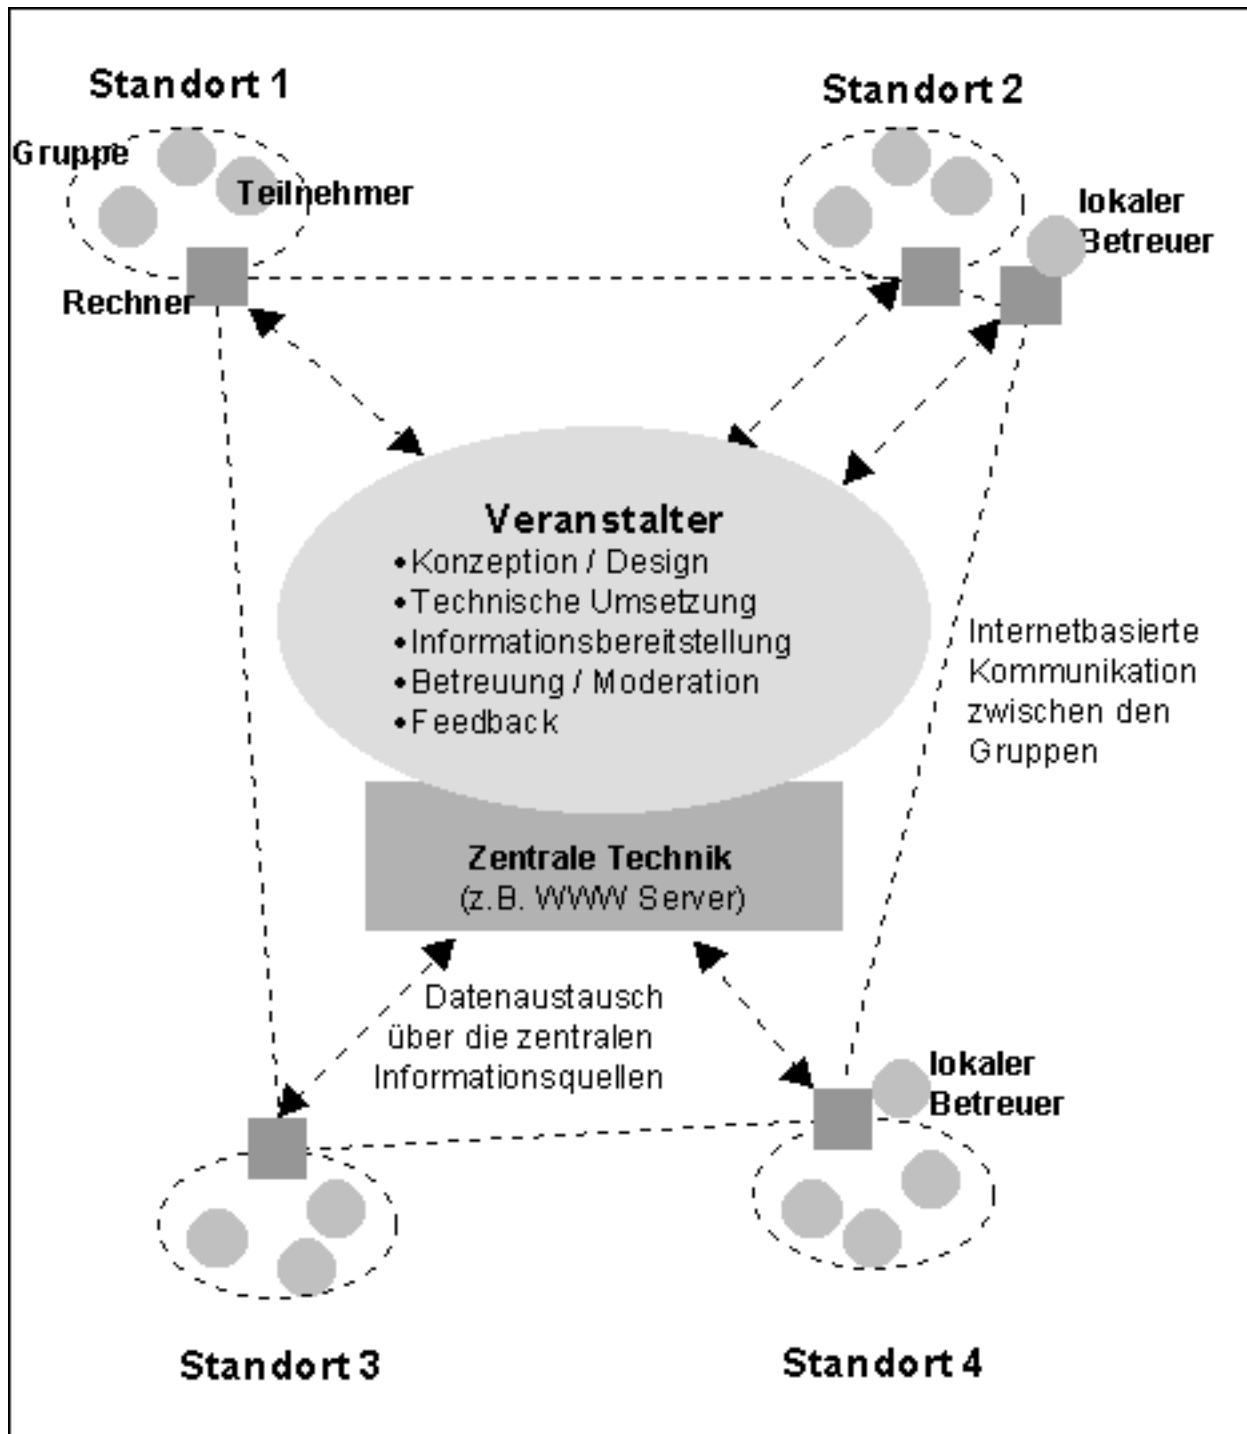 Standort 1
Standort 2
Gruppe
Teilnehmer
lokaler
Betreuer
Rechner
Veranstalter
•Konzeption / Design
•Technische Umsetzung
•Informationsbereitstellung
•Betreuung / Moderation
•Feedback
Internetbasierte
Kommunikation
zwischen den
Gruppen
Zentrale Technik
(z.B. WWW Server)
Datenaustausch
über die zentralen
Informationsquellen
lokaler
Betreuer
Standort 3
Standort 4